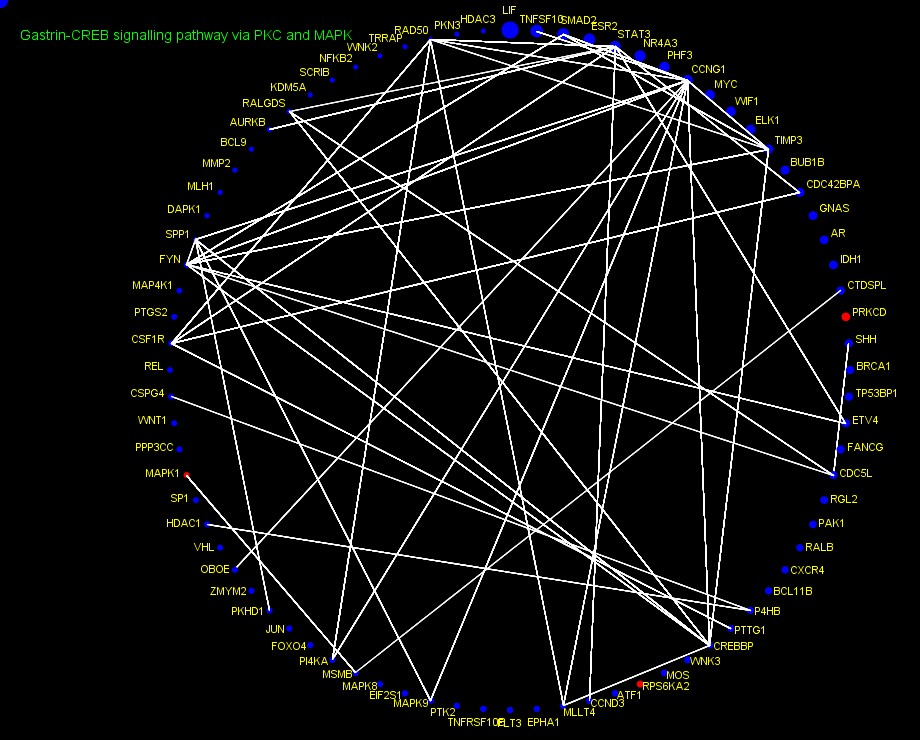 Gastrin-CREB signalling pathway via PKC and MAPK
LIF
TNFSF10
SMAD2
ESR2
STAT3
NR4A3
PHF3
CCNG1
MYC
WIF1
ELK1
TIMP3
BUB1B
CDC42BPA
GNAS
AR
IDH1
CTDSPL
PRKCD
SHH
BRCA1
TP53BP1
ETV4
FANCG
CDC5L
RGL2
PAK1
RALB
CXCR4
BCL11B
P4HB
PTTG1
CREBBP
WNK3
MOS
RPS6KA2
ATF1
CCND3
MLLT4
EPHA1
FLT3
PTK2
MAPK9
EIF2S1
MAPK8
MSMB
PI4KA
FOXO4
JUN
PKHD1
ZMYM2
OBOE
VHL
HDAC1
SP1
MAPK1
PPP3CC
WNT1
CSPG4
REL
CSF1R
PTGS2
MAP4K1
FYN
SPP1
DAPK1
MLH1
MMP2
BCL9
AURKB
RALGDS
KDM5A
SCRIB
NFKB2
WNK2
TRRAP
RAD50
PKN3
HDAC3